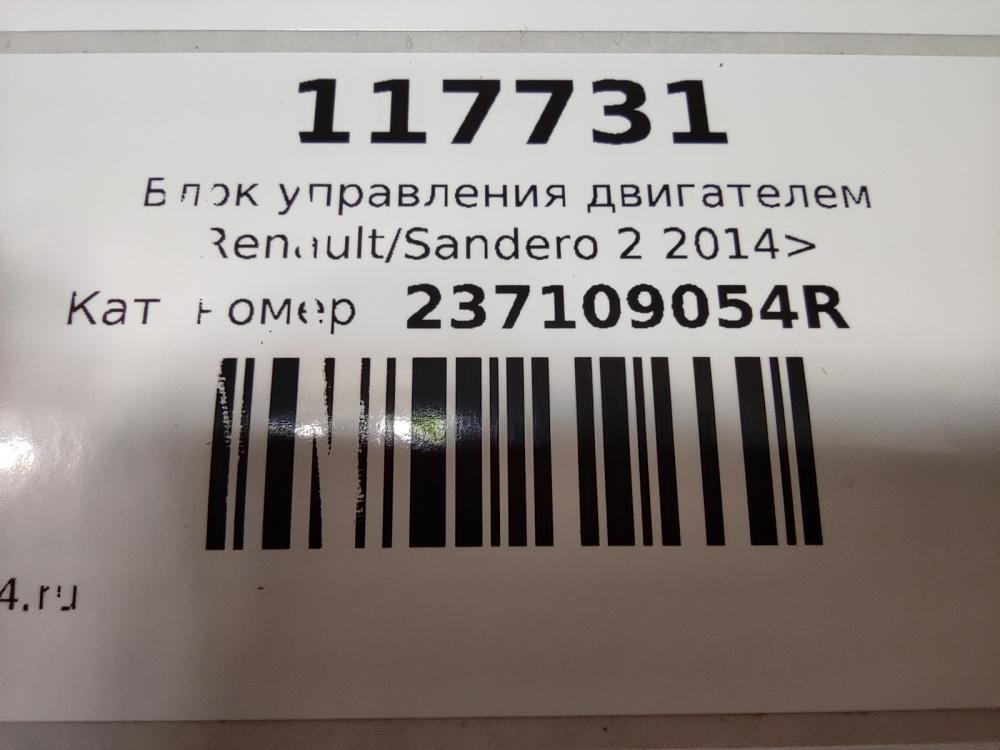 117731
Блок управления двигателем
Renault/Sandero 2 2014>
Кат номер 237109054R
4.ru